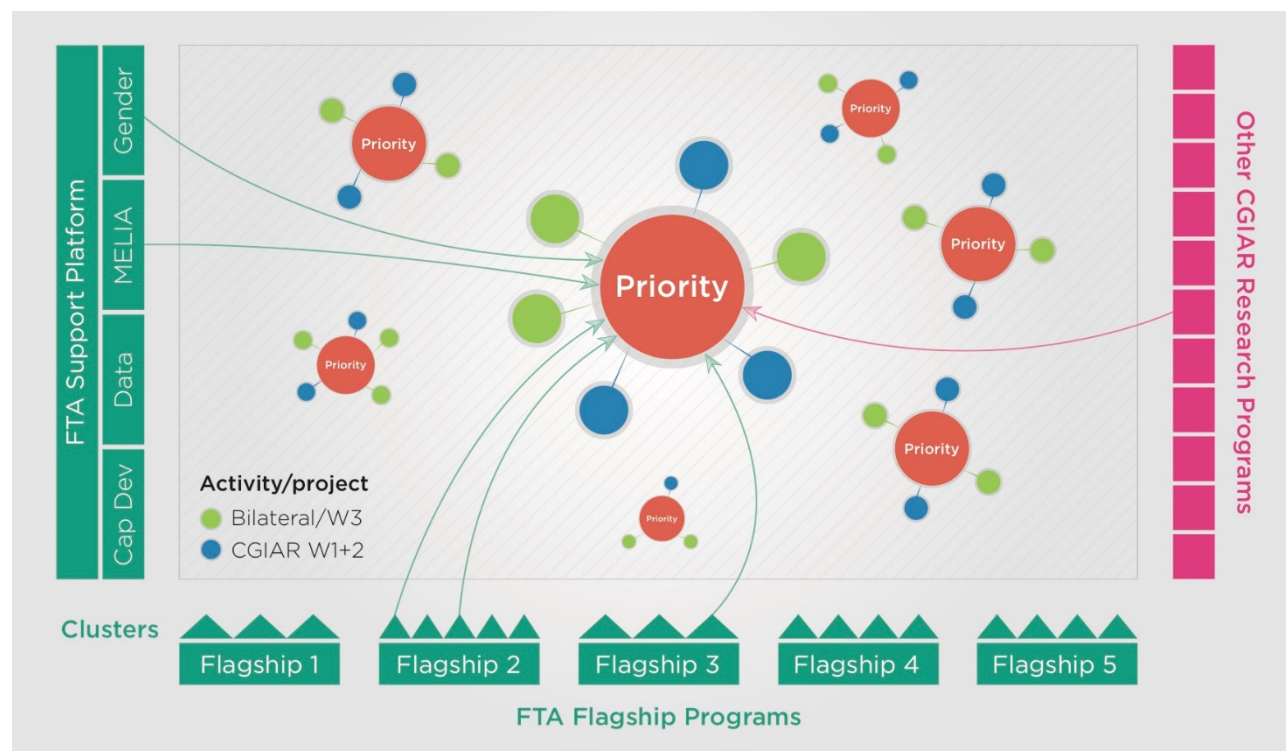 FTA Support Platform
Gender
MELIA
Data
Cap Dev
Priority
Priority
Priority
Priority
Priority
Priority
Priority
Activity/project
Bilateral/W3
CGIAR W1+2
Other CGIAR Research Programs
Clusters
Flagship 1
Flagship 2
Flagship 3
Flagship 4
Flagship 5
FTA Flagship Programs